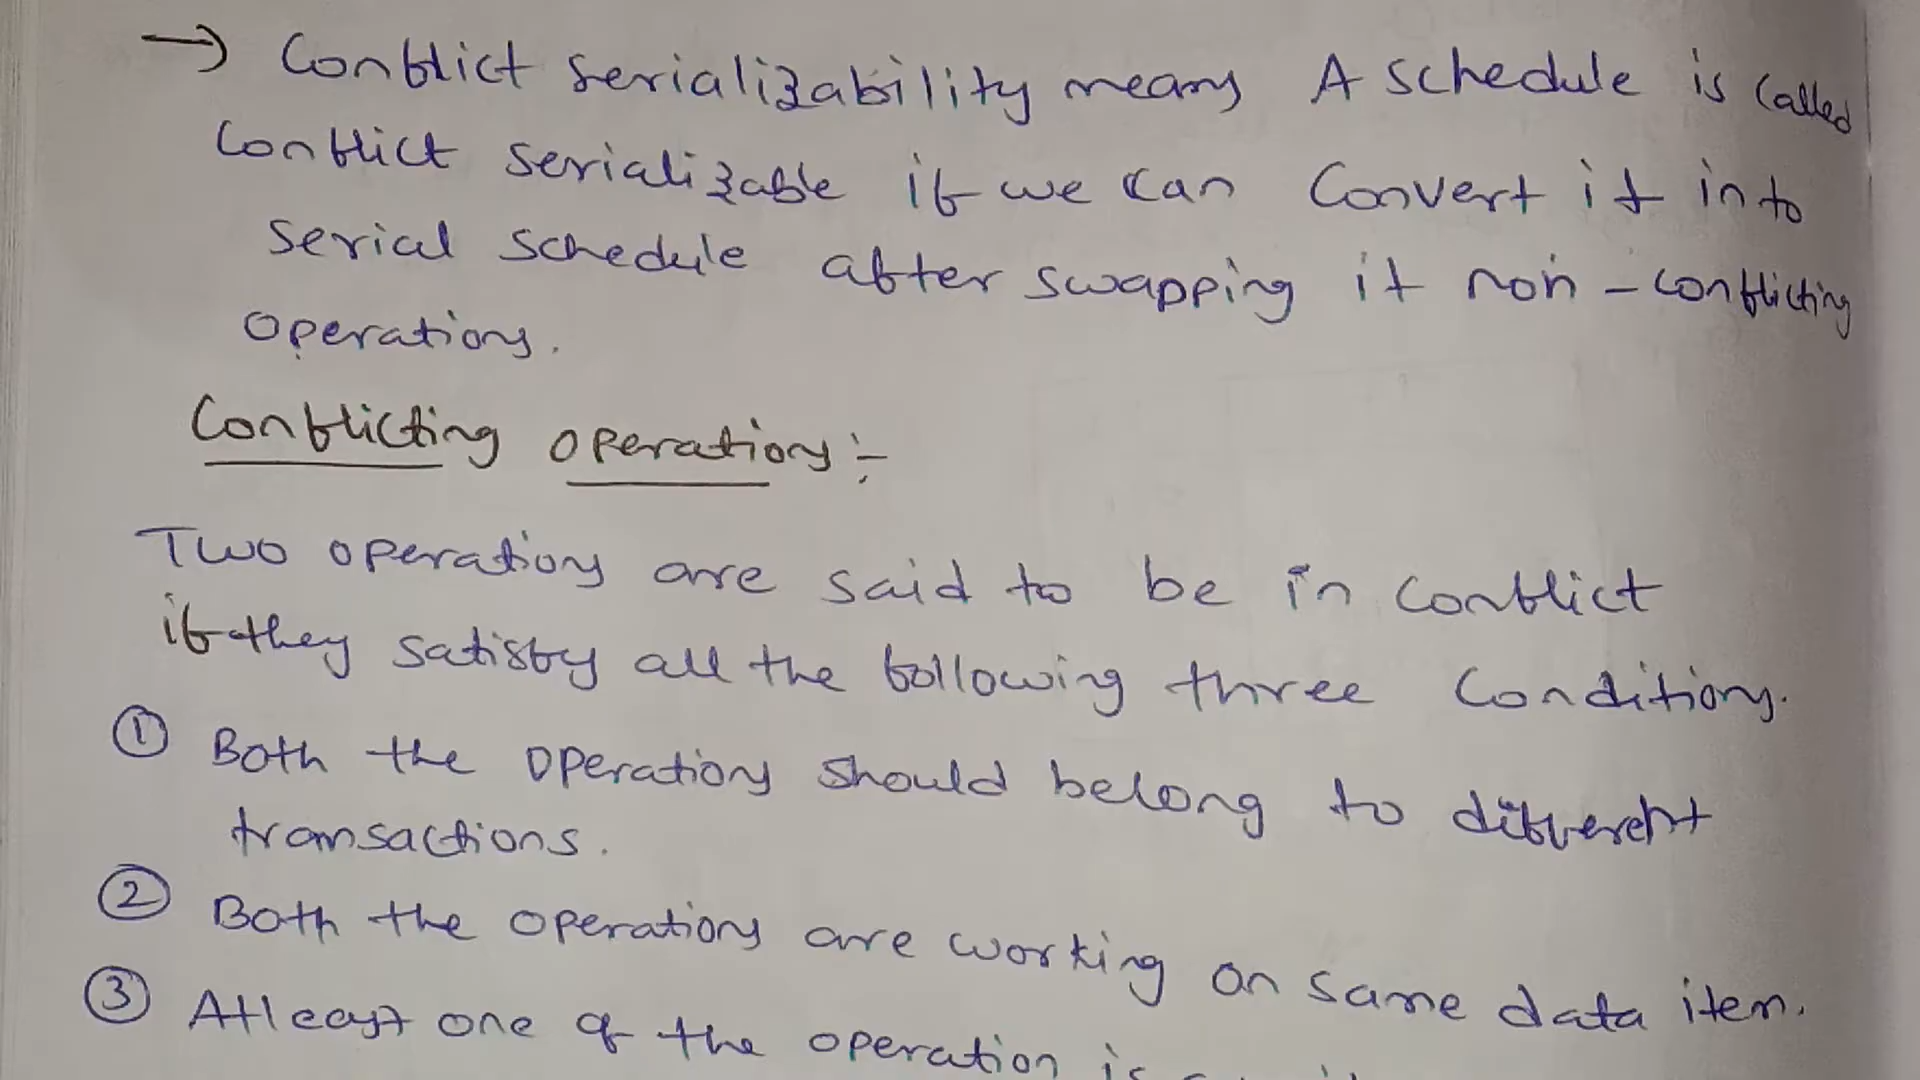 → Conflict serializability means A schedule is called
Conflict serializable if we can Convert it into
serial schedule after swapping it non-conflicting
operations.
Conflicting operations:-
Two operations are said to be in conflict
if they satisfy all the following three Conditions.
① Both the operations should belong to different
transactions.
② Both the operations are working on same data item.
③ Atleast one of the operation is